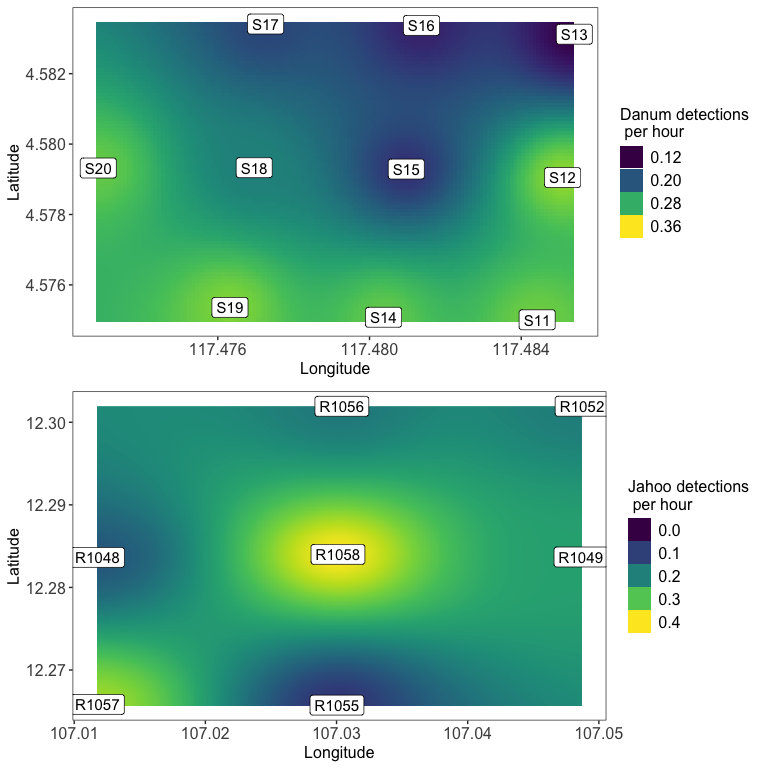 S17
S16
S13
4.582
4.580
4.578
4.576
Latitude
S20
S18
S15
S12
S19
S14
S11
117.476
117.480
117.484
Longitude
Danum detections
per hour
0.12
0.20
0.28
0.36
R1056
R1052
12.30
12.29
12.28
12.27
Latitude
R1048
R1058
R1049
R1057
R1055
107.01
107.02
107.03
107.04
107.05
Longitude
Jahoo detections
per hour
0.0
0.1
0.2
0.3
0.4